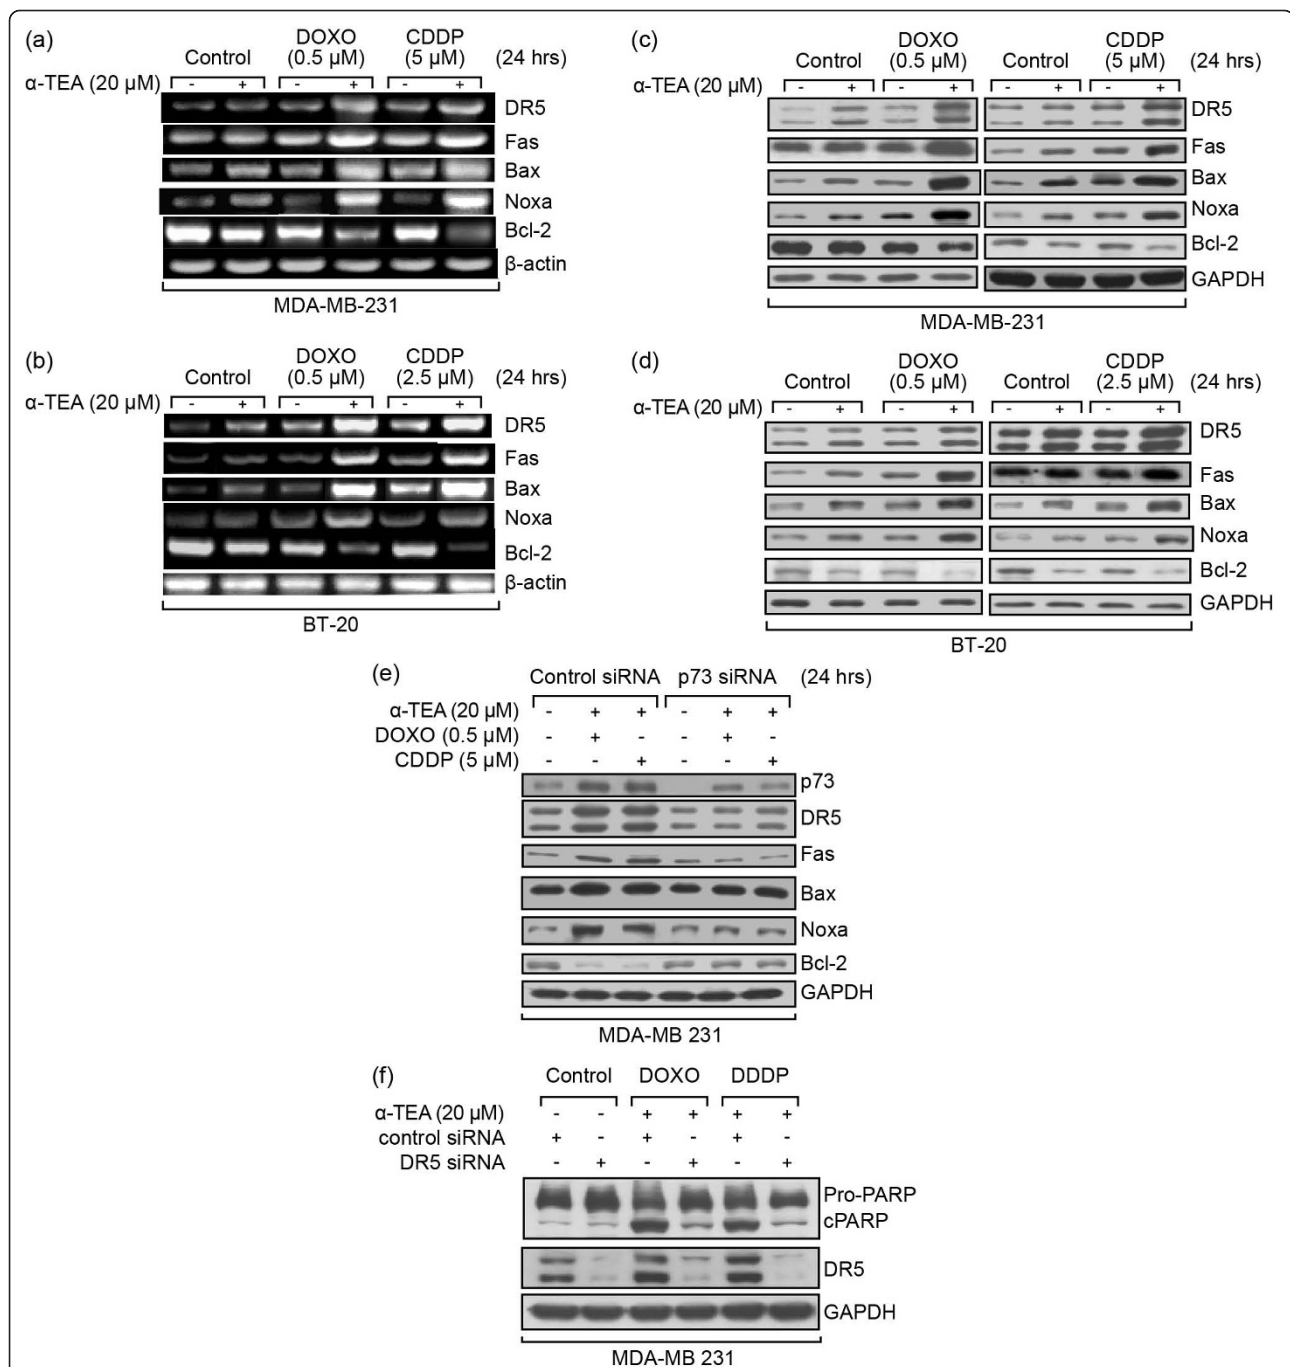 (a)
DOXO CDDP
Control (0.5 µM) (5 µM) (24 hrs)
α-TEA (20 µM) - + - + - +
DR5
Fas
Bax
Noxa
Bcl-2
β-actin
MDA-MB-231
(b)
DOXO CDDP
Control (0.5 µM) (2.5 µM) (24 hrs)
α-TEA (20 µM) - + - + - +
DR5
Fas
Bax
Noxa
Bcl-2
β-actin
BT-20
(c)
DOXO CDDP
Control (0.5 µM) Control (5 µM) (24 hrs)
α-TEA (20 µM) - + - + - + - +
DR5
Fas
Bax
Noxa
Bcl-2
GAPDH
MDA-MB-231
(d)
DOXO CDDP
Control (0.5 µM) Control (2.5 µM) (24 hrs)
α-TEA (20 µM) - + - + - + - +
DR5
Fas
Bax
Noxa
Bcl-2
GAPDH
BT-20
(e)
Control siRNA p73 siRNA (24 hrs)
α-TEA (20 µM) - + + - + +
DOXO (0.5 µM) - + - - + -
CDDP (5 µM) - - + - - +
p73
DR5
Fas
Bax
Noxa
Bcl-2
GAPDH
MDA-MB 231
(f)
Control DOXO DDDP
α-TEA (20 µM) - - + + + +
control siRNA + - + - + -
DR5 siRNA - + - + - +
Pro-PARP
cPARP
DR5
GAPDH
MDA-MB 231